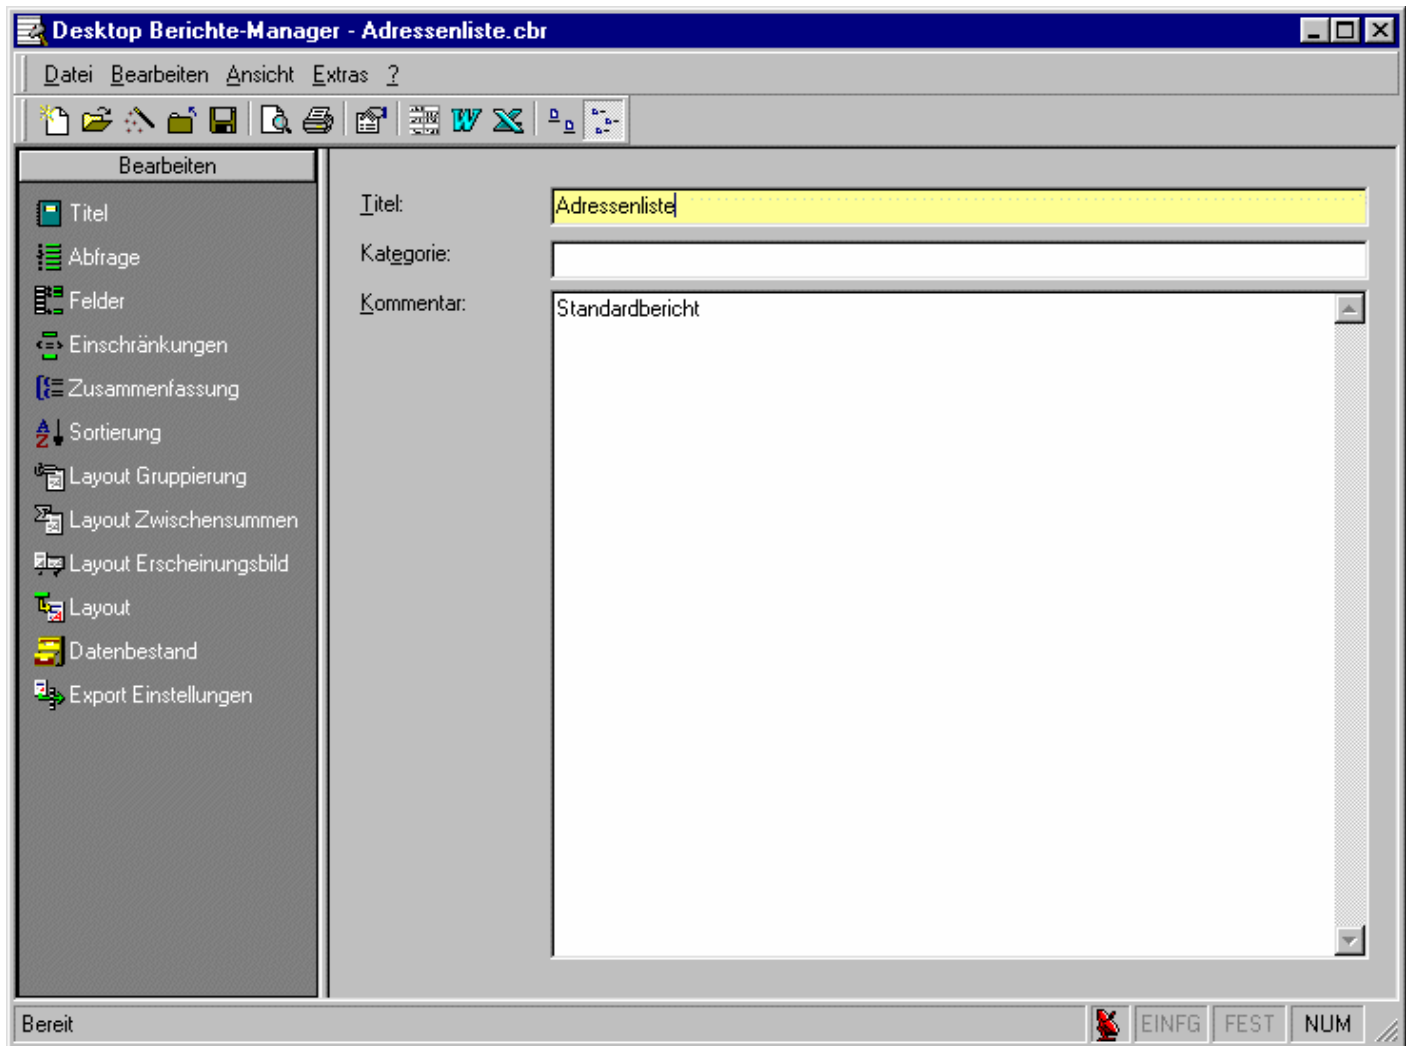 Desktop Berichte-Manager - Adressenliste.cbr
Datei Bearbeiten Ansicht Extras ?
Bearbeiten
Titel
Abfrage
Felder
Einschränkungen
Zusammenfassung
Sortierung
Layout Gruppierung
Layout Zwischensummen
Layout Erscheinungsbild
Layout
Datenbestand
Export Einstellungen
Titel: Adressenliste
Kategorie:
Kommentar: Standardbericht
Bereit EINFG FEST NUM